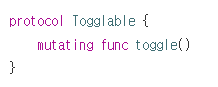 protocol Togglable {
    mutating func toggle()
}